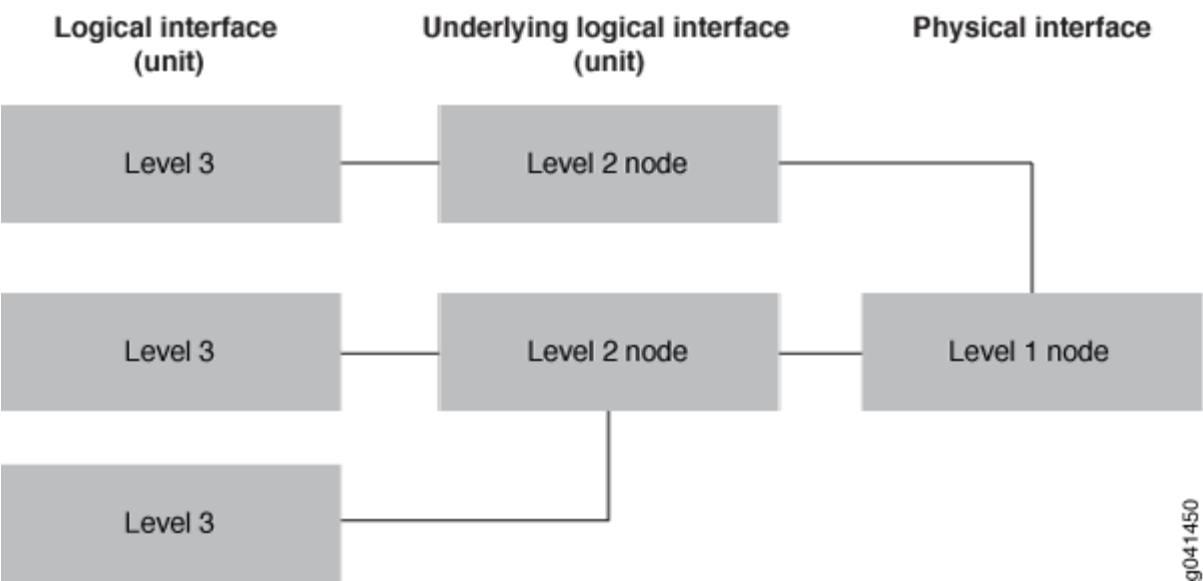 Logical interface
(unit)
Underlying logical interface
(unit)
Physical interface
Level 3
Level 2 node
Level 3
Level 2 node
Level 1 node
Level 3
g041450